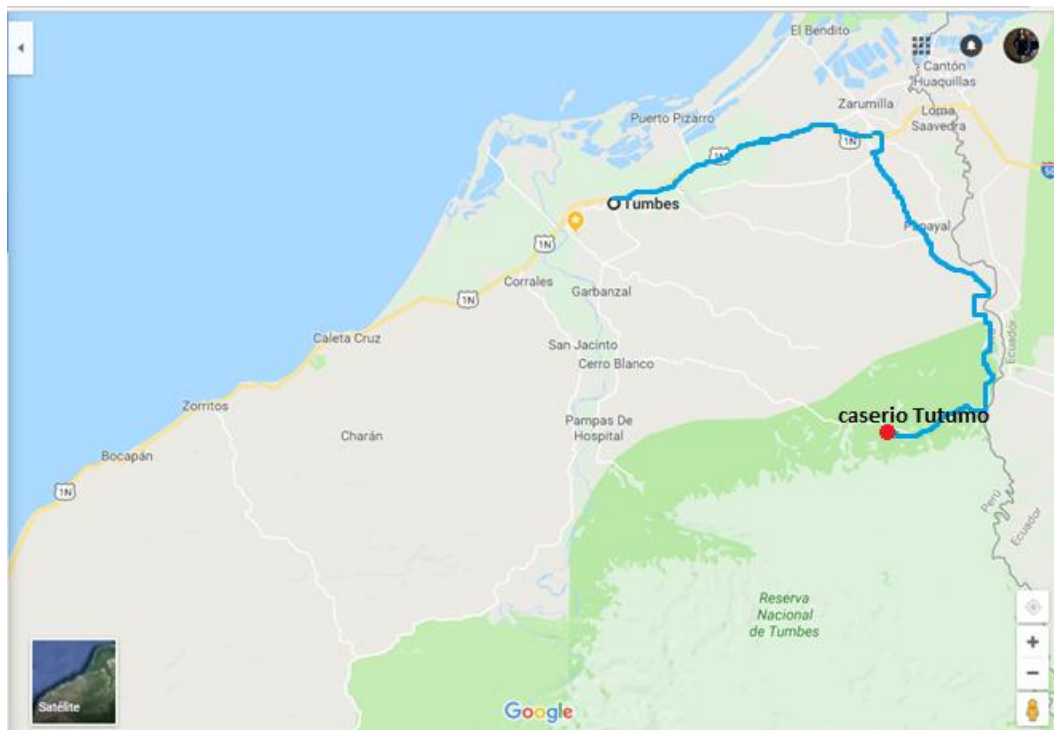 El Bendito
Cantón
Huaquillas
Zarumilla
Loma
Saavedra
Puerto Pizarro
1N
1N
50
Tumbes
Papayal
1N
Corrales
Garbanzal
1N
Ecuador
Caleta Cruz
San Jacinto
Cerro Blanco
Zorritos
caserio Tutumo
Pampas De
Hospital
Charán
Bocapán
1N
Perú
Ecuador
Reserva
Nacional
de Tumbes
+
−
Satélite
Google